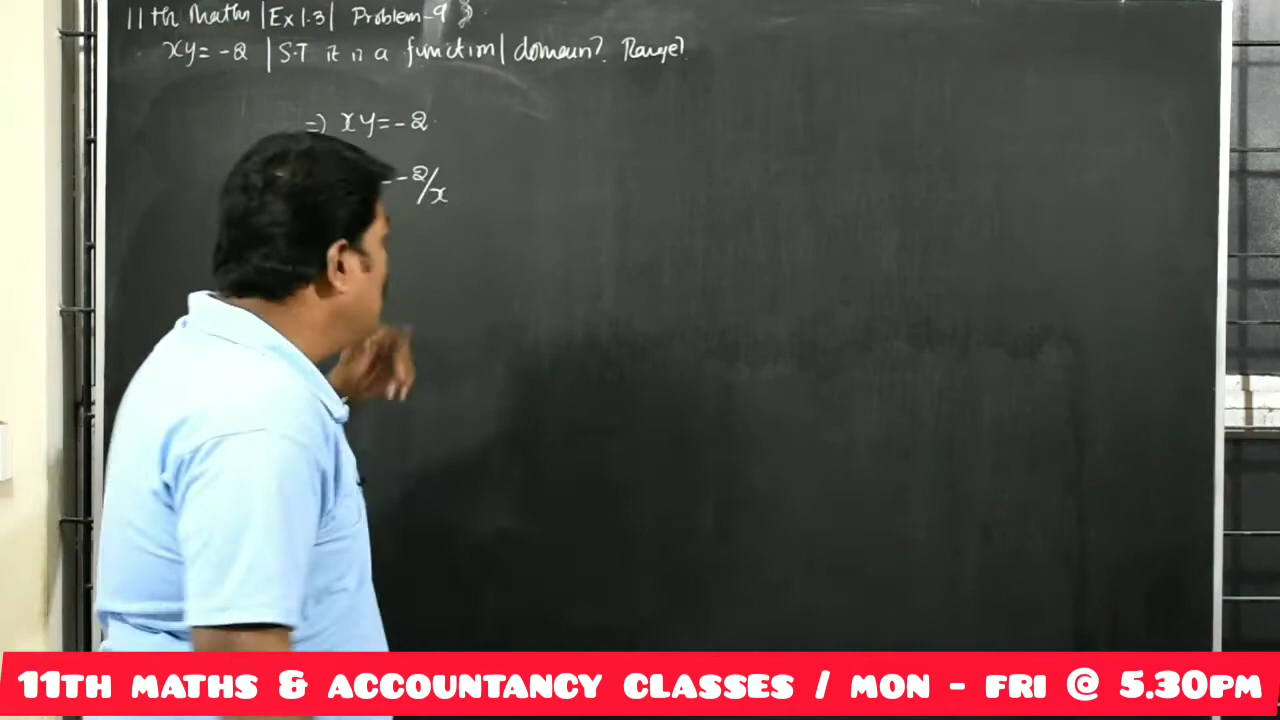 11th Maths | Ex 1.3 | Problem-9
xy = -2 | S.T it is a function | domain? Range?
⇒ xy = -2
-2/x
11TH MATHS & ACCOUNTANCY CLASSES / MON - FRI @ 5.30PM